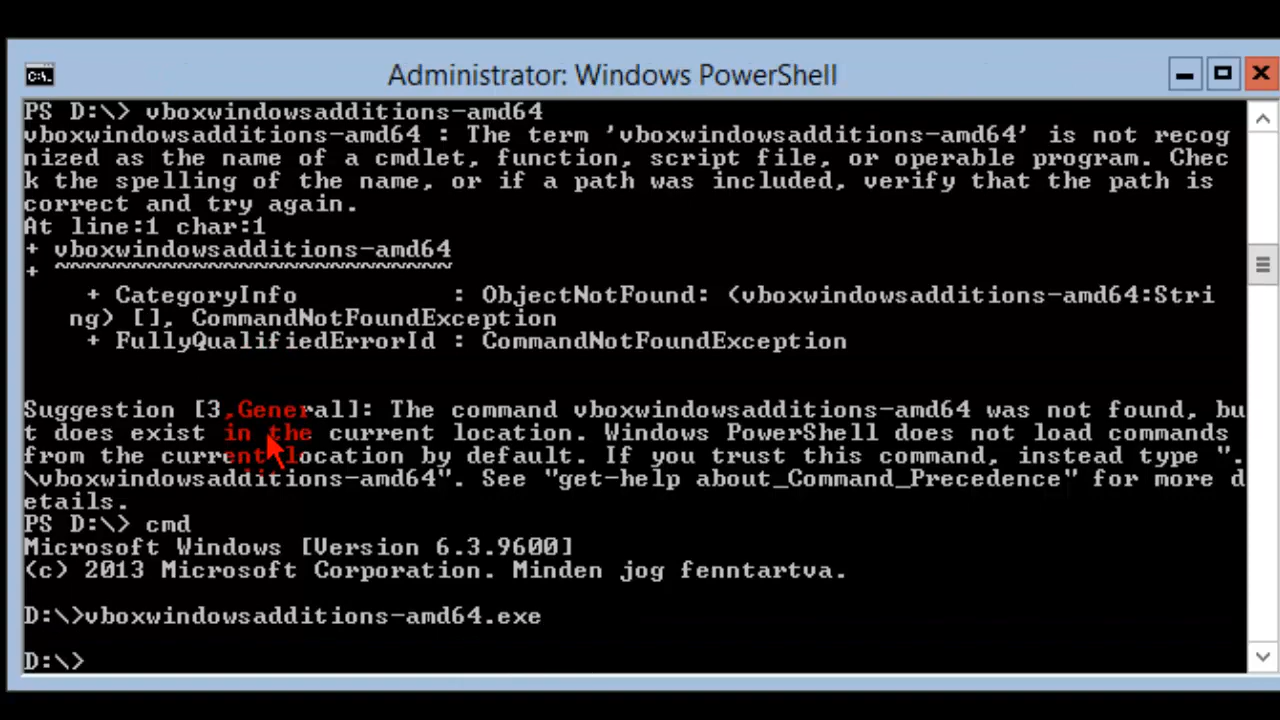 Administrator: Windows PowerShell
PS D:\> vboxwindowsadditions-amd64
vboxwindowsadditions-amd64 : The term 'vboxwindowsadditions-amd64' is not recog
nized as the name of a cmdlet, function, script file, or operable program. Chec
k the spelling of the name, or if a path was included, verify that the path is
correct and try again.
At line:1 char:1
+ vboxwindowsadditions-amd64
+ ~~~~~~~~~~~~~~~~~~~~~~~~~~
    + CategoryInfo          : ObjectNotFound: (vboxwindowsadditions-amd64:Stri
   ng) [], CommandNotFoundException
    + FullyQualifiedErrorId : CommandNotFoundException
Suggestion [3,General]: The command vboxwindowsadditions-amd64 was not found, bu
t does exist in the current location. Windows PowerShell does not load commands
from the current location by default. If you trust this command, instead type ".
\vboxwindowsadditions-amd64". See "get-help about_Command_Precedence" for more d
etails.
PS D:\> cmd
Microsoft Windows [Version 6.3.9600]
(c) 2013 Microsoft Corporation. Minden jog fenntartva.
D:\>vboxwindowsadditions-amd64.exe
D:\>